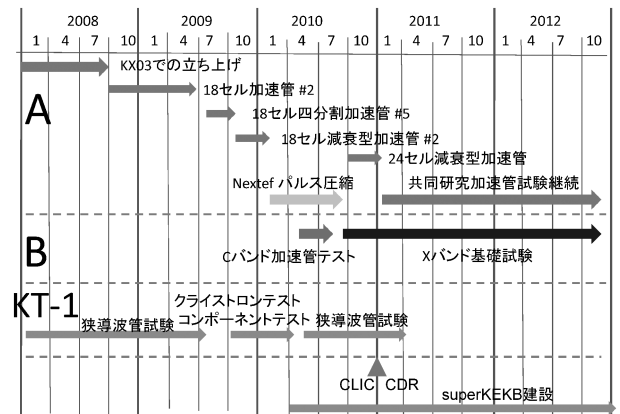 2008 2009 2010 2011 2012
1 4 7 10 1 4 7 10 1 4 7 10 1 4 7 10 1 4 7 10
KX03での立ち上げ
18セル加速管 #2
A
18セル四分割加速管 #5
18セル減衰型加速管 #2
24セル減衰型加速管
Nextef パルス圧縮
共同研究加速管試験継続
B
Cバンド加速管テスト
Xバンド基礎試験
KT-1
狭導波管試験
クライストロンテスト
コンポーネントテスト
狭導波管試験
CLIC CDR
superKEKB建設